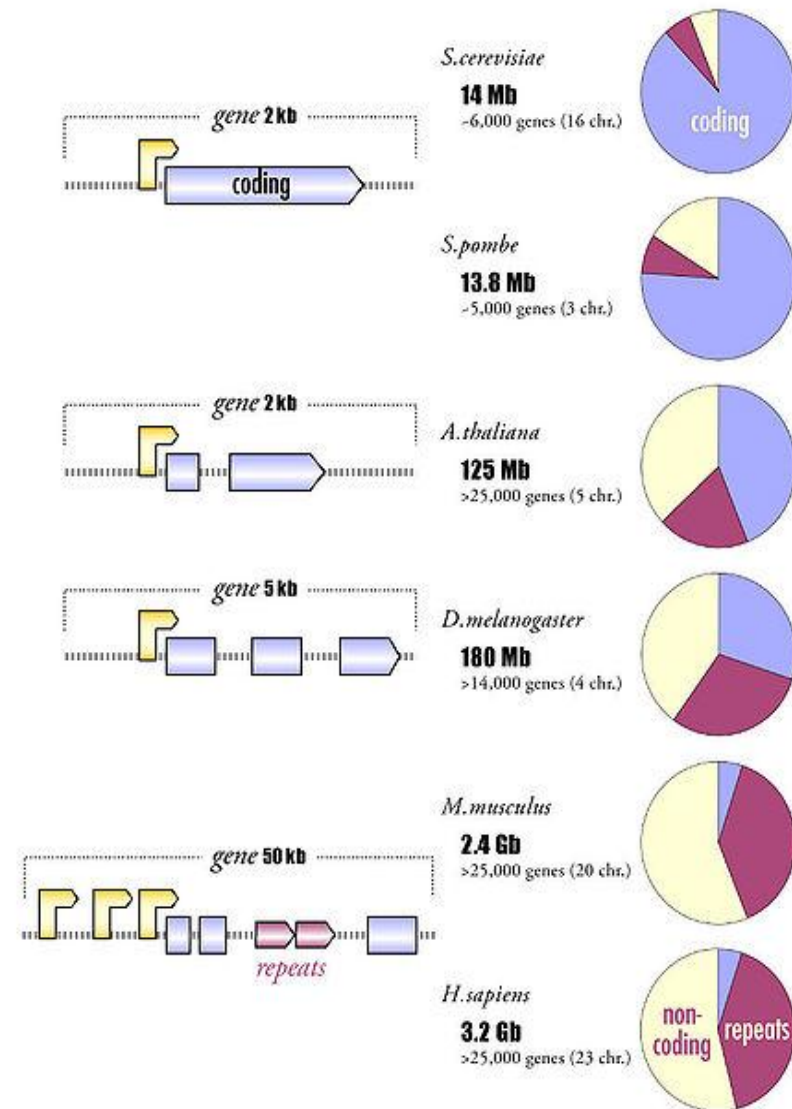 S.cerevisiae
14 Mb
~6,000 genes (16 chr.)
coding
gene 2 kb
coding
S.pombe
13.8 Mb
~5,000 genes (3 chr.)
gene 2 kb
A.thaliana
125 Mb
>25,000 genes (5 chr.)
gene 5 kb
D.melanogaster
180 Mb
>14,000 genes (4 chr.)
M.musculus
2.4 Gb
>25,000 genes (20 chr.)
gene 50 kb
repeats
H.sapiens
3.2 Gb
>25,000 genes (23 chr.)
non-
coding
repeats